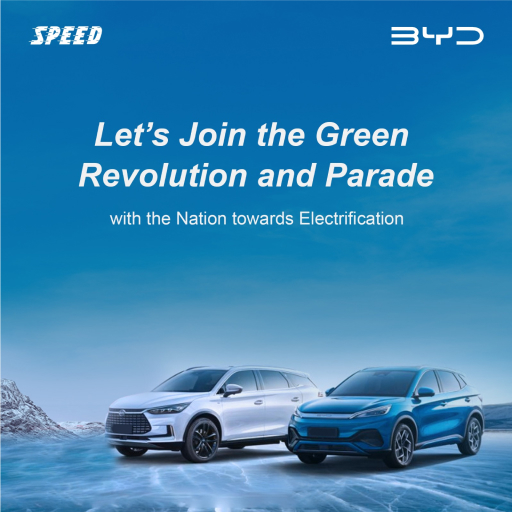 SPEED
BYD
Let’s Join the Green
Revolution and Parade
with the Nation towards Electrification